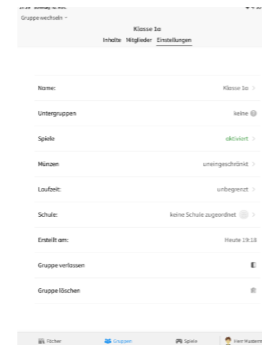 Gruppe wechseln
Klasse 1a
Inhalte Mitglieder Einstellungen
Name: Klasse 1a
Untergruppen keine
Spiele aktiviert
Münzen uneingeschränkt
Laufzeit: unbegrenzt
Schule: keine Schule zugeordnet
Erstellt am: Heute 19:18
Gruppe verlassen
Gruppe löschen
Fächer Gruppen Spiele Herr